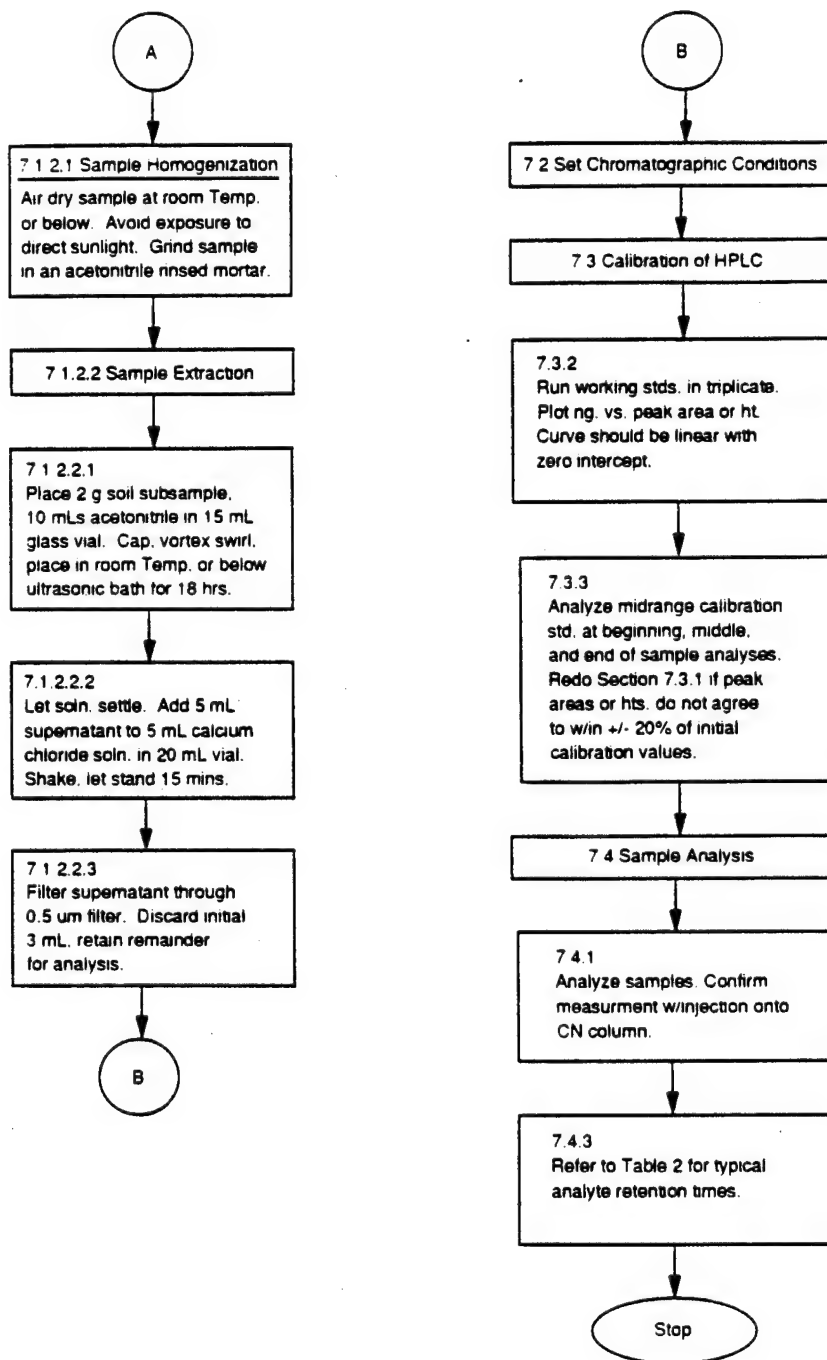 A
7.1.2.1 Sample Homogenization
Air dry sample at room Temp.
or below. Avoid exposure to
direct sunlight. Grind sample
in an acetonitrile rinsed mortar.
7.1.2.2 Sample Extraction
7.1.2.2.1
Place 2 g soil subsample,
10 mLs acetonitrile in 15 mL
glass vial. Cap, vortex swirl,
place in room Temp. or below
ultrasonic bath for 18 hrs.
7.1.2.2.2
Let soln. settle. Add 5 mL
supernatant to 5 mL calcium
chloride soln. in 20 mL vial.
Shake, let stand 15 mins.
7.1.2.2.3
Filter supernatant through
0.5 um filter. Discard initial
3 mL, retain remainder
for analysis.
B
B
7.2 Set Chromatographic Conditions
7.3 Calibration of HPLC
7.3.2
Run working stds. in triplicate.
Plot ng. vs. peak area or ht.
Curve should be linear with
zero intercept.
7.3.3
Analyze midrange calibration
std. at beginning, middle,
and end of sample analyses.
Redo Section 7.3.1 if peak
areas or hts. do not agree
to w/in +/- 20% of initial
calibration values.
7.4 Sample Analysis
7.4.1
Analyze samples. Confirm
measurment w/injection onto
CN column.
7.4.3
Refer to Table 2 for typical
analyte retention times.
Stop